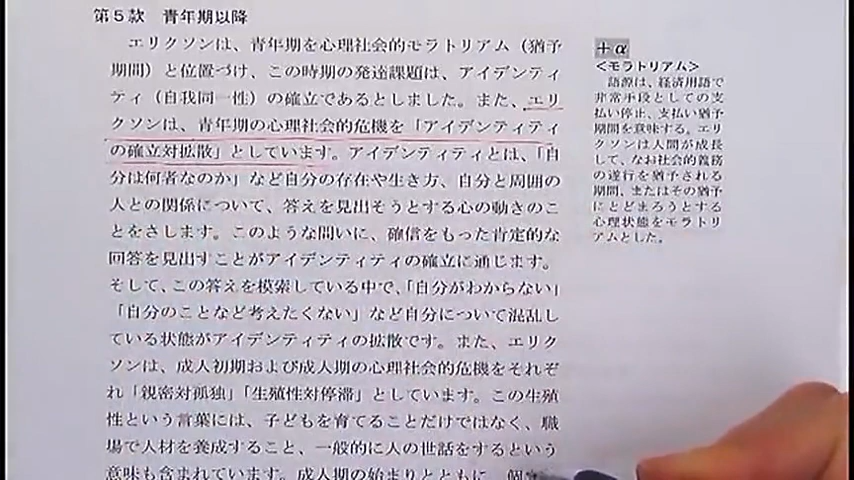 第5款 青年期以降
エリクソンは、青年期を心理社会的モラトリアム（猶予
期間）と位置づけ、この時期の発達課題は、アイデンティ
ティ（自我同一性）の確立であるとしました。また、エリ
クソンは、青年期の心理社会的危機を「アイデンティティ
の確立対拡散」としています。アイデンティティとは、「自
分は何者なのか」など自分の存在や生き方、自分と周囲の
人との関係について、答えを見出そうとする心の動きのこ
とをさします。このような問いに、確信をもった肯定的な
回答を見出すことがアイデンティティの確立に通じます。
そして、この答えを模索している中で、「自分がわからない」
「自分のことなど考えたくない」など自分について混乱し
ている状態がアイデンティティの拡散です。また、エリク
ソンは、成人初期および成人期の心理社会的危機をそれぞ
れ「親密対孤独」「生殖性対停滞」としています。この生殖
性という言葉には、子どもを育てることだけではなく、職
場で人材を養成すること、一般的に人の世話をするという
意味も含まれています。成人期の始まりとともに、個
+α
＜モラトリアム＞
語源は、経済用語で
非常手段としての支
払い停止、支払い猶予
期間を意味する。エリ
クソンは人間が成長
して、なお社会的義務
の遂行を猶予される
期間、またはその猶予
にとどまろうとする
心理状態をモラトリ
アムとした。